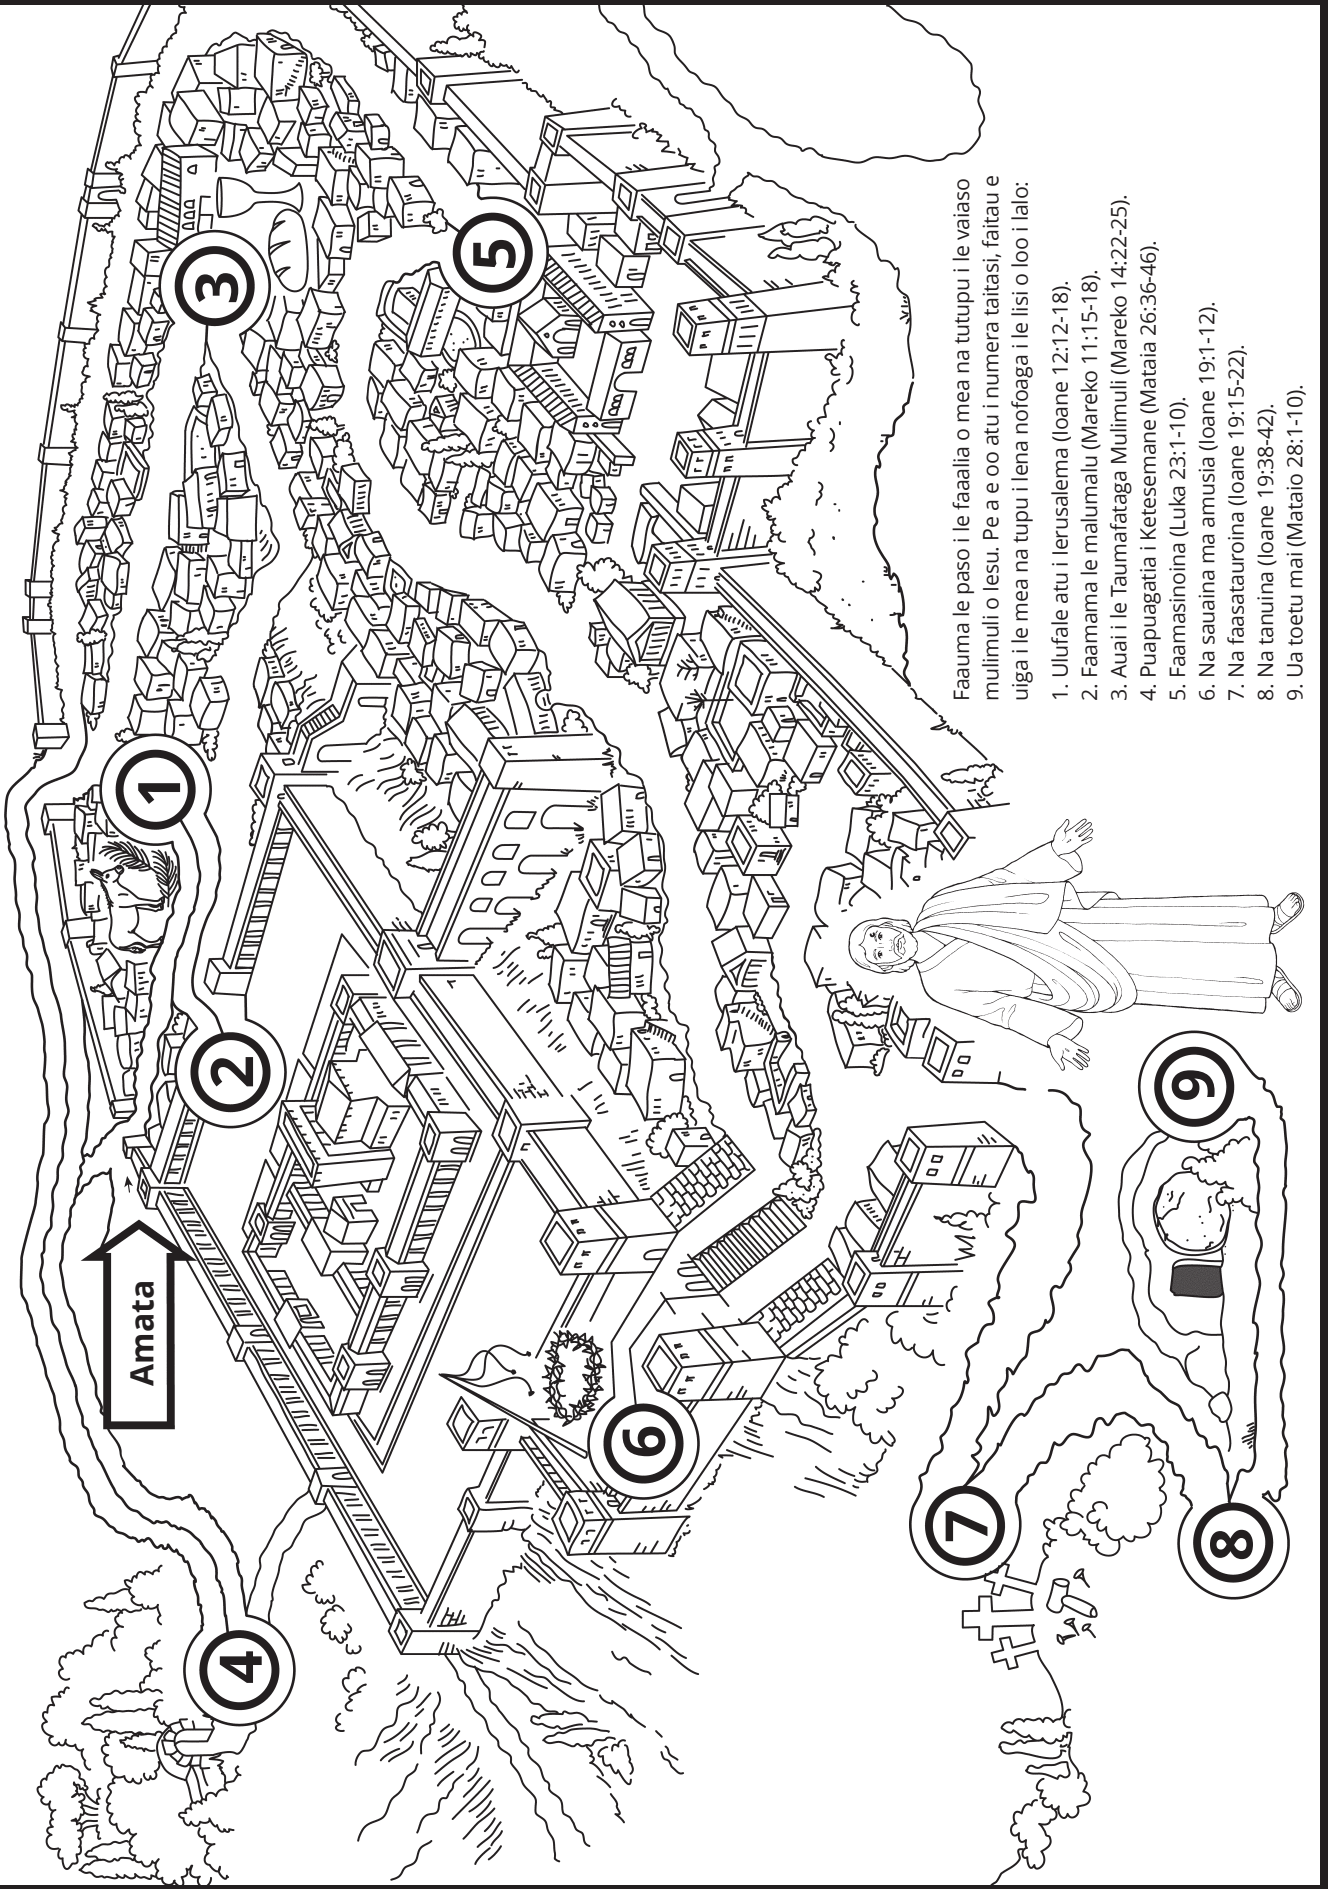 Amata
1
2
3
4
5
6
7
8
9
Faauma le paso i le faaalia o mea na tutupu i le vaiaso
mulimuli o Iesu. Pe a e oo atu i numera taitasi, faitau e
uiga i le mea na tupu i lena nofoaga i le lisi o loo i lalo:
1. Ulufale atu i Ierusalema (Ioane 12:12-18).
2. Faamama le malumalu (Mareko 11:15-18).
3. Auai i le Taumafataga Mulimuli (Mareko 14:22-25).
4. Puapuagatia i Ketesemane (Mataia 26:36-46).
5. Faamasinoina (Luka 23:1-10).
6. Na sauaina ma amusia (Ioane 19:1-12).
7. Na faasatauroina (Ioane 19:15-22).
8. Na tanuina (Ioane 19:38-42).
9. Ua toetu mai (Mataio 28:1-10).